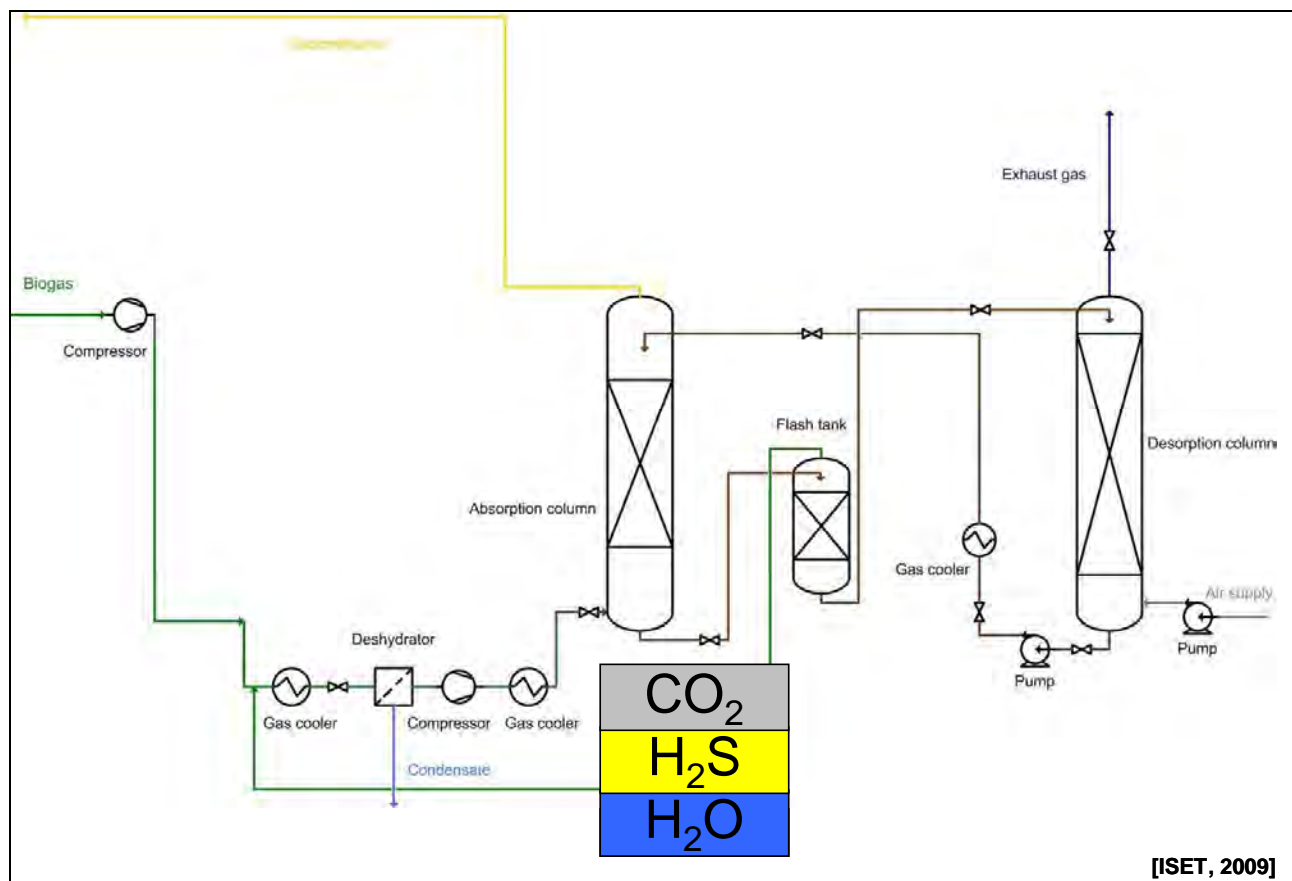 Exhaust gas
Biogas
Compressor
Flash tank
Desorption column
Absorption column
Gas cooler
Air supply
Deshydrator
Pump
Pump
Gas cooler
Compressor
Gas cooler
CO₂
Condensate
H₂S
H₂O
[ISET, 2009]